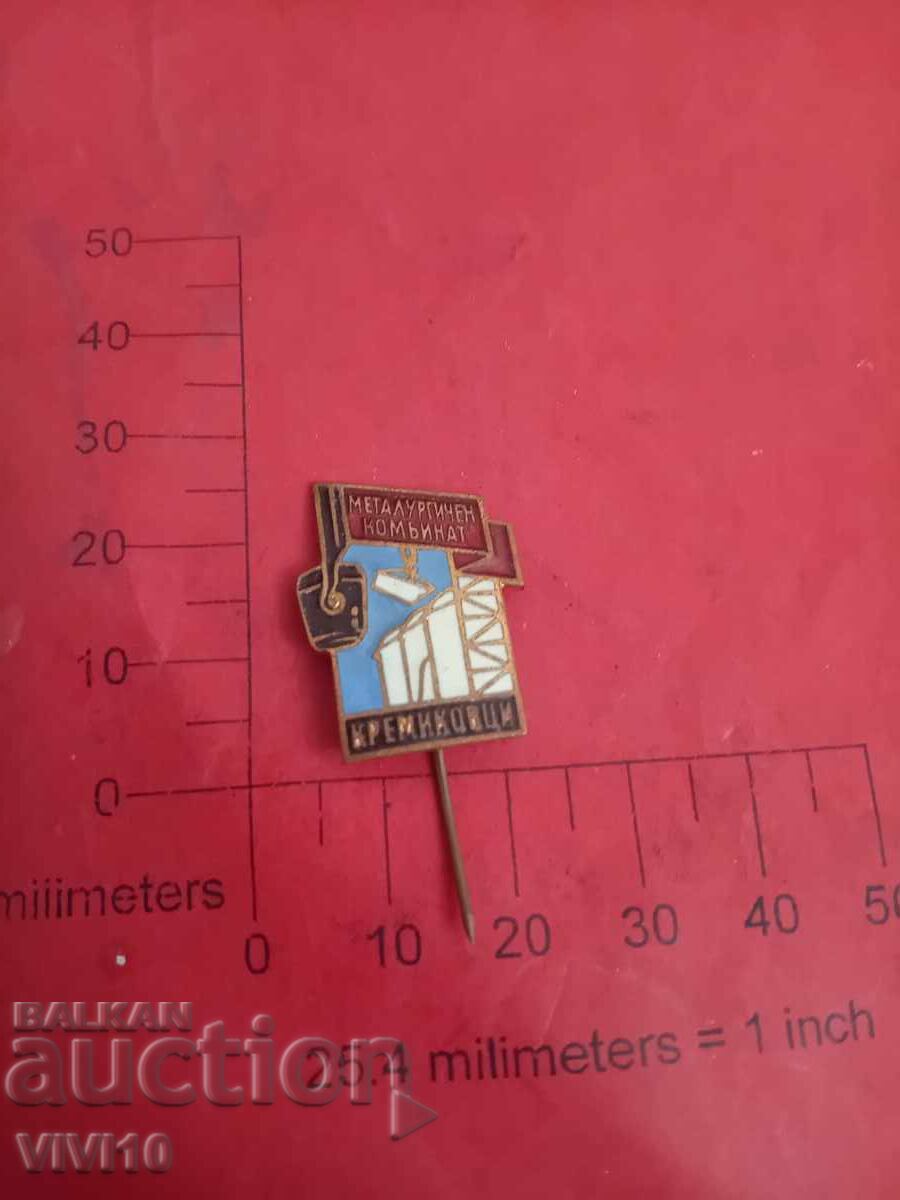 50
40
30
20
10
0
МЕТАЛУРГИЧЕН
КОМБИНАТ
КРЕМИКОВЦИ
milimeters
0 10 20 30 40 50
25.4 milimeters = 1 inch
BALKAN
auction
VIVI10